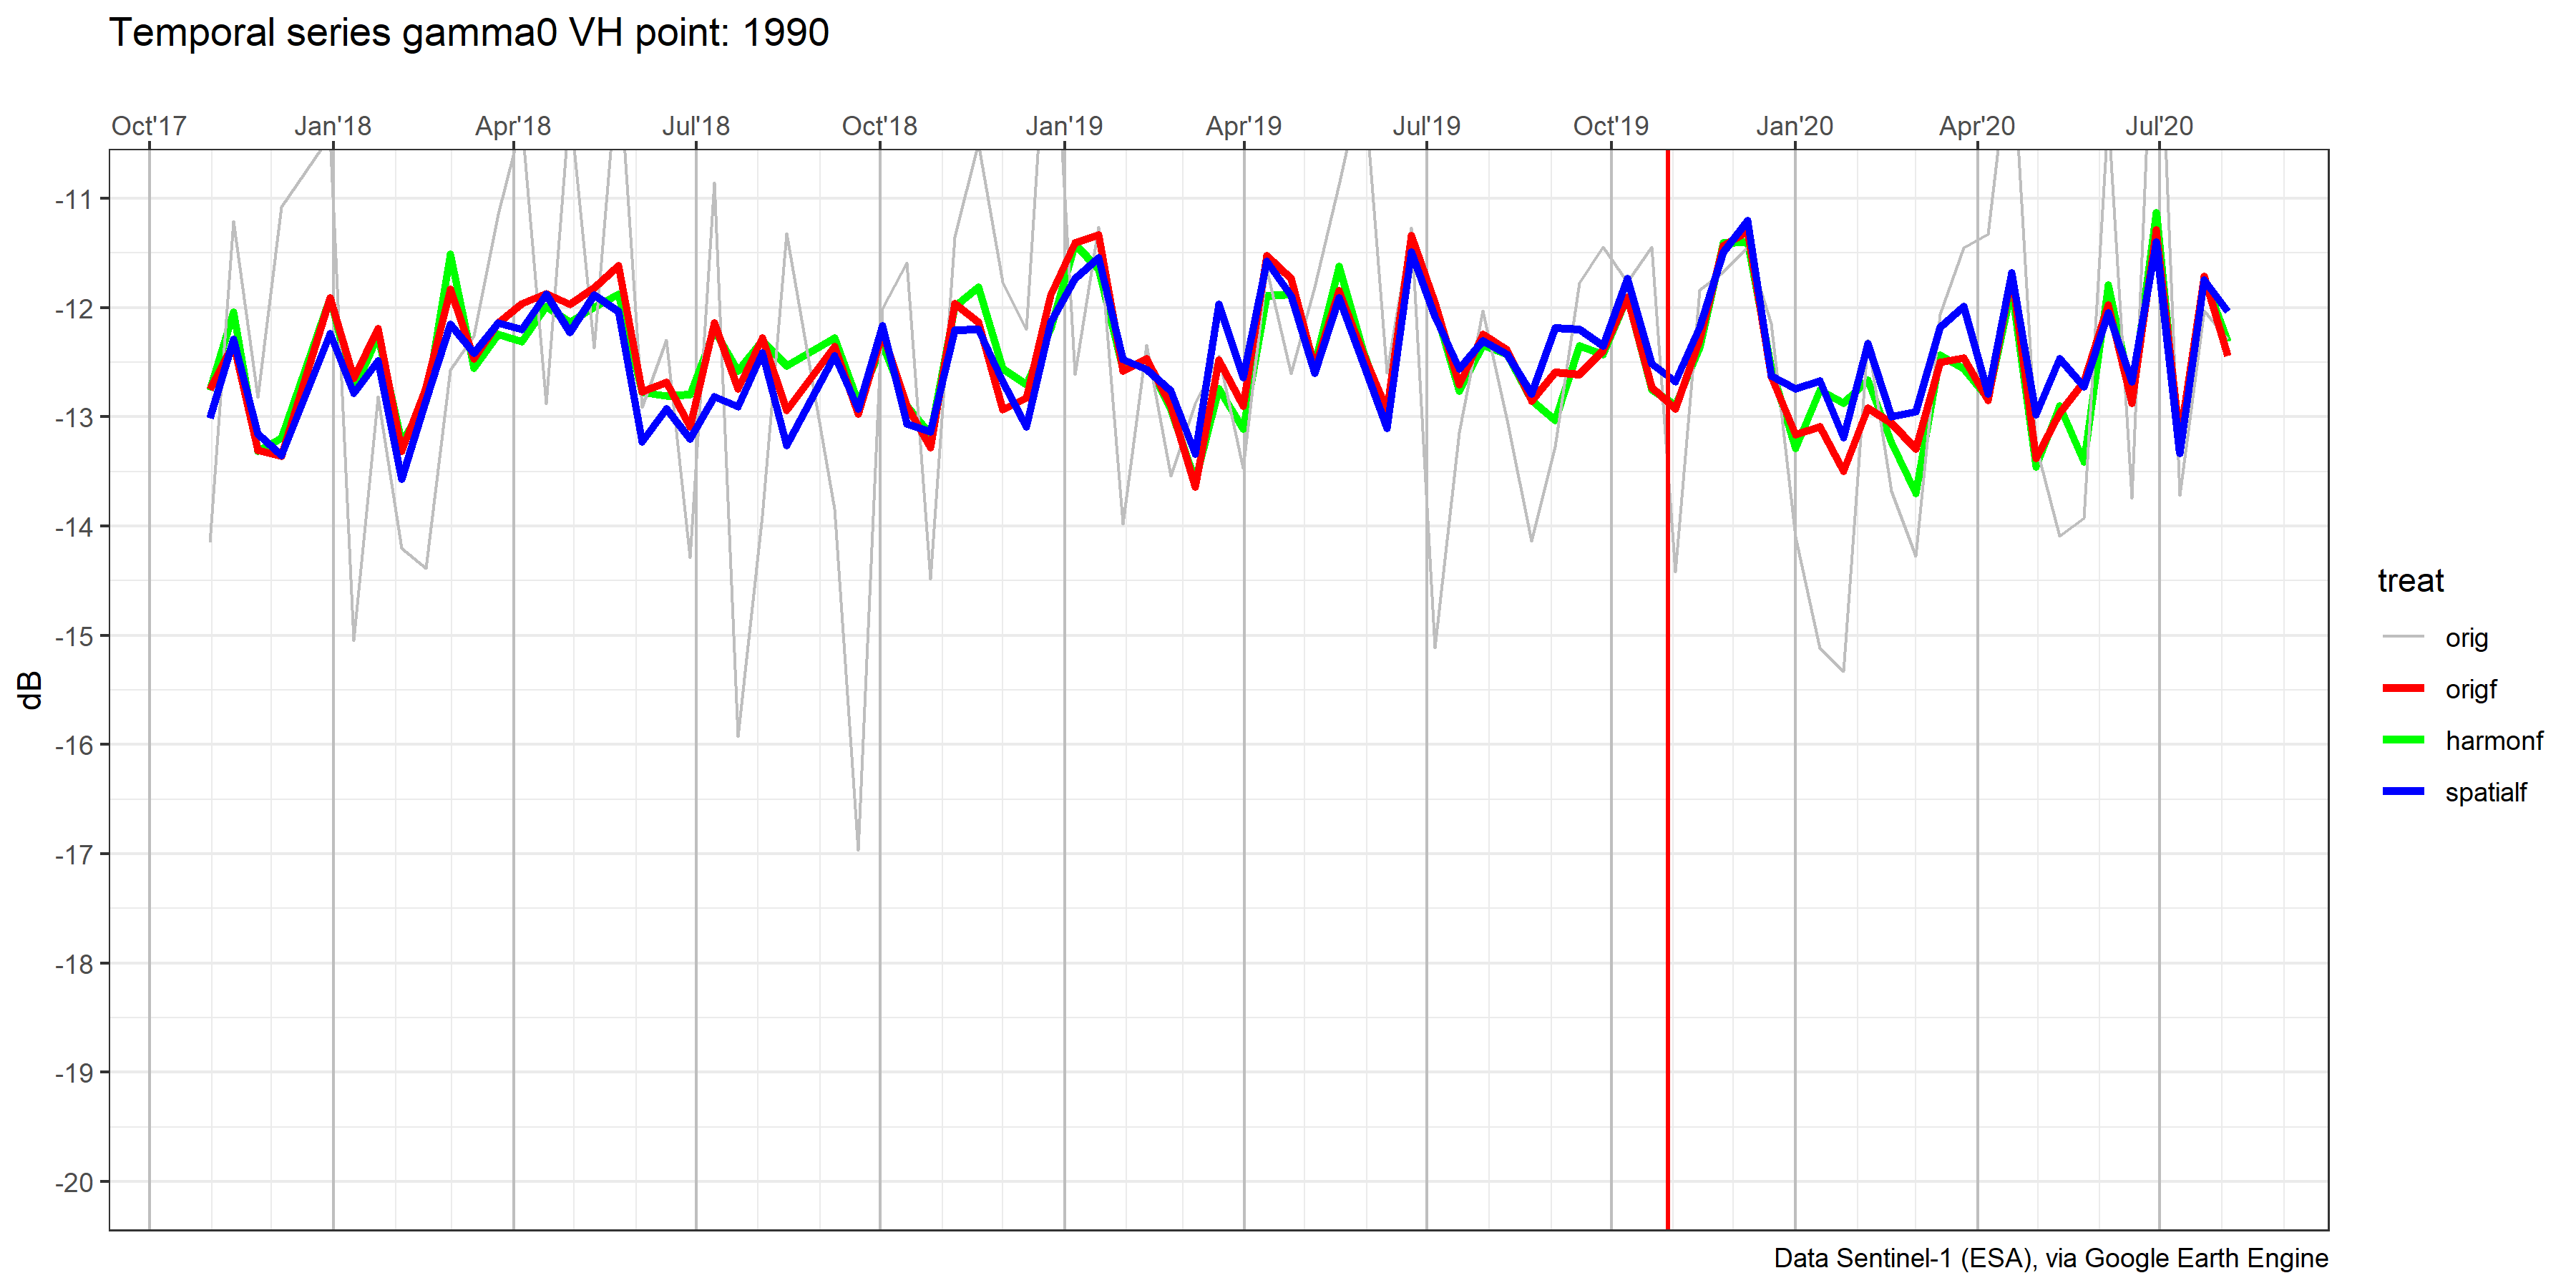 Temporal series gamma0 VH point: 1990
Oct'17 Jan'18 Apr'18 Jul'18 Oct'18 Jan'19 Apr'19 Jul'19 Oct'19 Jan'20 Apr'20 Jul'20
-11
-12
-13
-14
-15
-16
-17
-18
-19
-20
dB
treat
orig
origf
harmonf
spatialf
Data Sentinel-1 (ESA), via Google Earth Engine